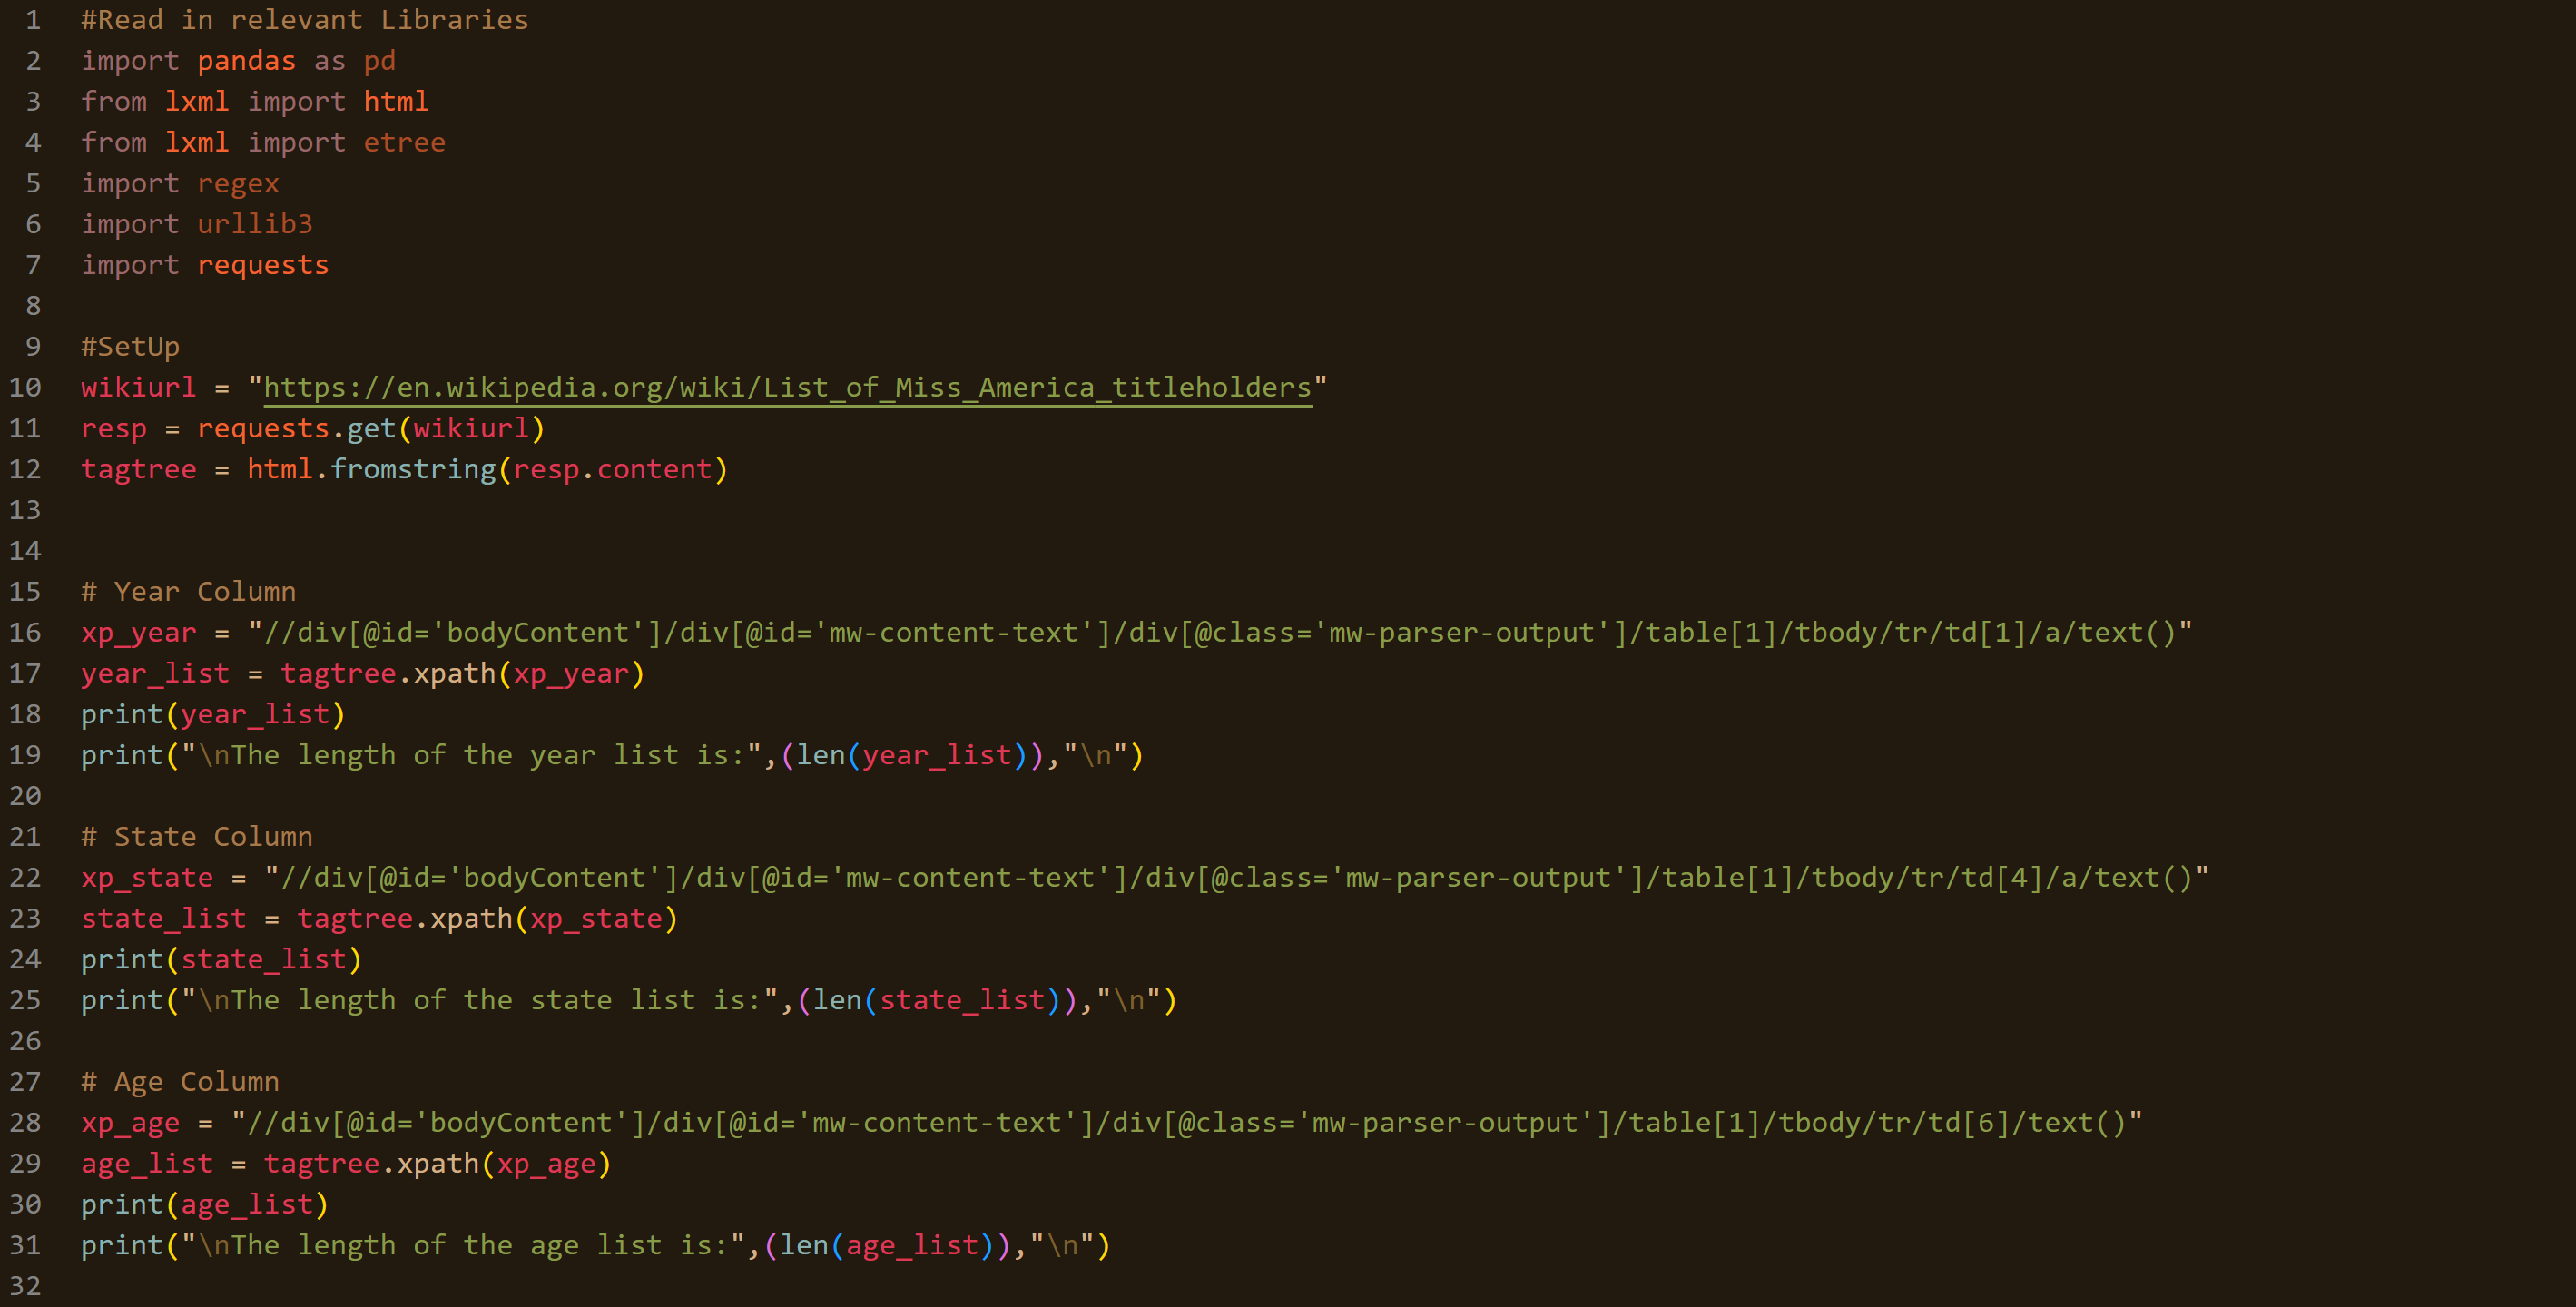 1 #Read in relevant Libraries
2 import pandas as pd
3 from lxml import html
4 from lxml import etree
5 import regex
6 import urllib3
7 import requests
8
9 #SetUp
10 wikiurl = "https://en.wikipedia.org/wiki/List_of_Miss_America_titleholders"
11 resp = requests.get(wikiurl)
12 tagtree = html.fromstring(resp.content)
13
14
15 # Year Column
16 xp_year = "//div[@id='bodyContent']/div[@id='mw-content-text']/div[@class='mw-parser-output']/table[1]/tbody/tr/td[1]/a/text()"
17 year_list = tagtree.xpath(xp_year)
18 print(year_list)
19 print("\nThe length of the year list is:",(len(year_list)),"\n")
20
21 # State Column
22 xp_state = "//div[@id='bodyContent']/div[@id='mw-content-text']/div[@class='mw-parser-output']/table[1]/tbody/tr/td[4]/a/text()"
23 state_list = tagtree.xpath(xp_state)
24 print(state_list)
25 print("\nThe length of the state list is:",(len(state_list)),"\n")
26
27 # Age Column
28 xp_age = "//div[@id='bodyContent']/div[@id='mw-content-text']/div[@class='mw-parser-output']/table[1]/tbody/tr/td[6]/text()"
29 age_list = tagtree.xpath(xp_age)
30 print(age_list)
31 print("\nThe length of the age list is:",(len(age_list)),"\n")
32